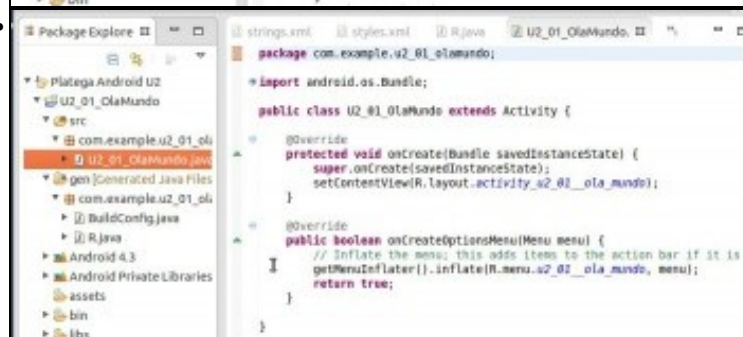 bin
Package Explore
Platega Android U2
U2_01_OlaMundo
src
com.example.u2_01_ola
U2_01_OlaMundo.java
gen [Generated Java Files
com.example.u2_01_ola
BuildConfig.java
R.java
Android 4.3
Android Private Libraries
assets
bin
libs
strings.xml styles.xml R.java U2_01_OlaMundo.
package com.example.u2_01_olamundo;
import android.os.Bundle;
public class U2_01_OlaMundo extends Activity {
@Override
protected void onCreate(Bundle savedInstanceState) {
super.onCreate(savedInstanceState);
setContentView(R.layout.activity_u2_01__ola_mundo);
}
@Override
public boolean onCreateOptionsMenu(Menu menu) {
// Inflate the menu; this adds items to the action bar if it is
getMenuInflater().inflate(R.menu.u2_01__ola_mundo, menu);
return true;
}
}